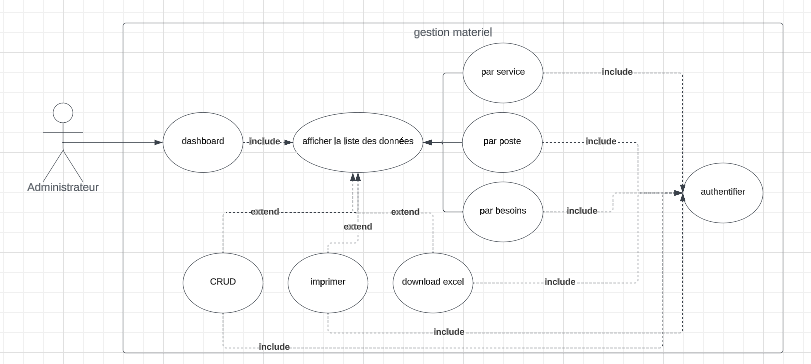 gestion materiel
par service
include
Administrateur
dashboard
include
afficher la liste des données
par poste
include
authentifier
par besoins
include
extend
extend
extend
CRUD
imprimer
download excel
include
include
include